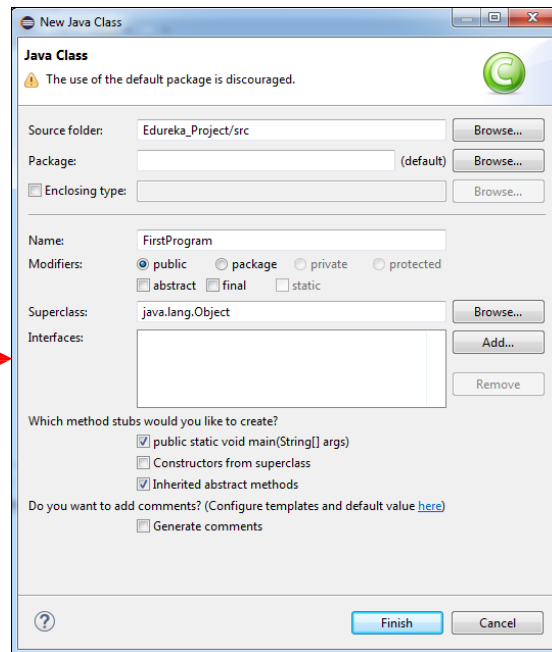 New Java Class
Java Class
The use of the default package is discouraged.
C
Source folder: Edureka_Project/src Browse...
Package: (default) Browse...
Enclosing type: Browse...
Name: FirstProgram
Modifiers: public package private protected
abstract final static
Superclass: java.lang.Object Browse...
Interfaces: Add...
Remove
Which method stubs would you like to create?
public static void main(String[] args)
Constructors from superclass
Inherited abstract methods
Do you want to add comments? (Configure templates and default value here)
Generate comments
? Finish Cancel